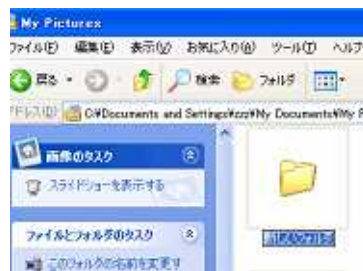 My Pictures
ファイル(F) 編集(E) 表示(V) お気に入り(A) ツール(T) ヘルプ
戻る 検索 フォルダ
アドレス(D) C:¥Documents and Settings¥zzz¥My Documents¥My P
画像のタスク
スライドショーを表示する
ファイルとフォルダのタスク
このフォルダの名前を変更す
新しいフォルダ